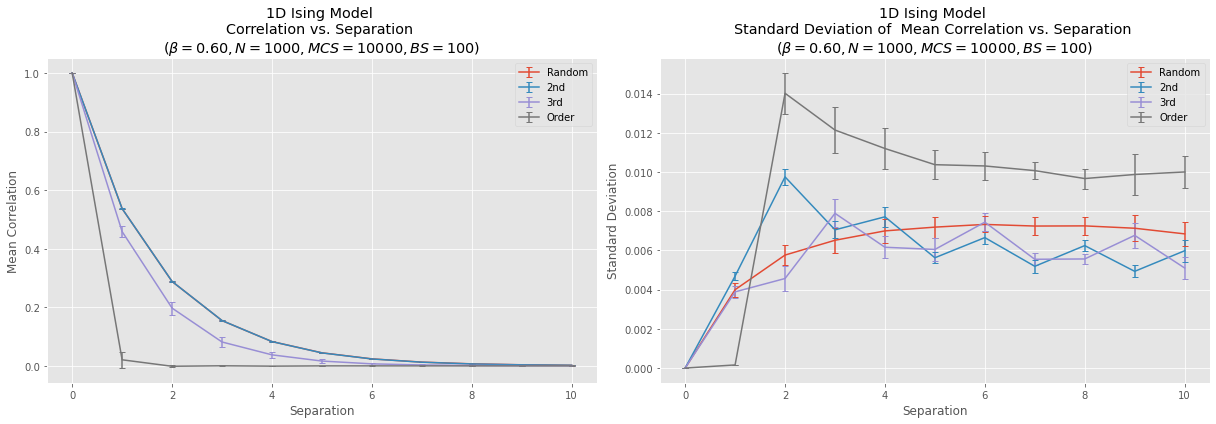 1D Ising Model
Correlation vs. Separation
(β = 0.60, N = 1000, MCS = 10000, BS = 100)
Mean Correlation
1.0
0.8
0.6
0.4
0.2
0.0
0 2 4 6 8 10
Separation
Random
2nd
3rd
Order
1D Ising Model
Standard Deviation of Mean Correlation vs. Separation
(β = 0.60, N = 1000, MCS = 10000, BS = 100)
Standard Deviation
0.014
0.012
0.010
0.008
0.006
0.004
0.002
0.000
0 2 4 6 8 10
Separation
Random
2nd
3rd
Order